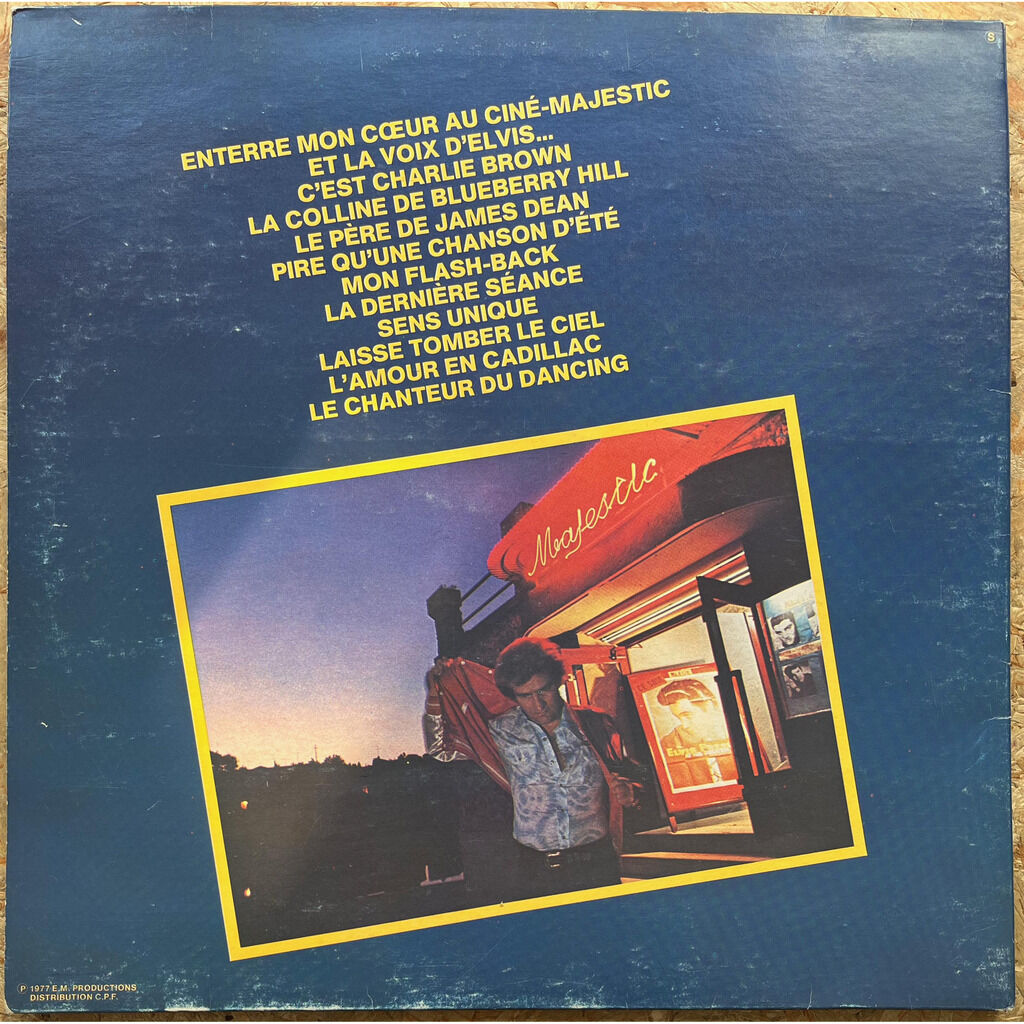 S
ENTERRE MON CŒUR AU CINÉ-MAJESTIC
ET LA VOIX D'ELVIS...
C'EST CHARLIE BROWN
LA COLLINE DE BLUEBERRY HILL
LE PÈRE DE JAMES DEAN
PIRE QU'UNE CHANSON D'ÉTÉ
MON FLASH-BACK
LA DERNIÈRE SÉANCE
SENS UNIQUE
LAISSE TOMBER LE CIEL
L'AMOUR EN CADILLAC
LE CHANTEUR DU DANCING
Majestic
℗ 1977 E.M. PRODUCTIONS
DISTRIBUTION C.P.F.